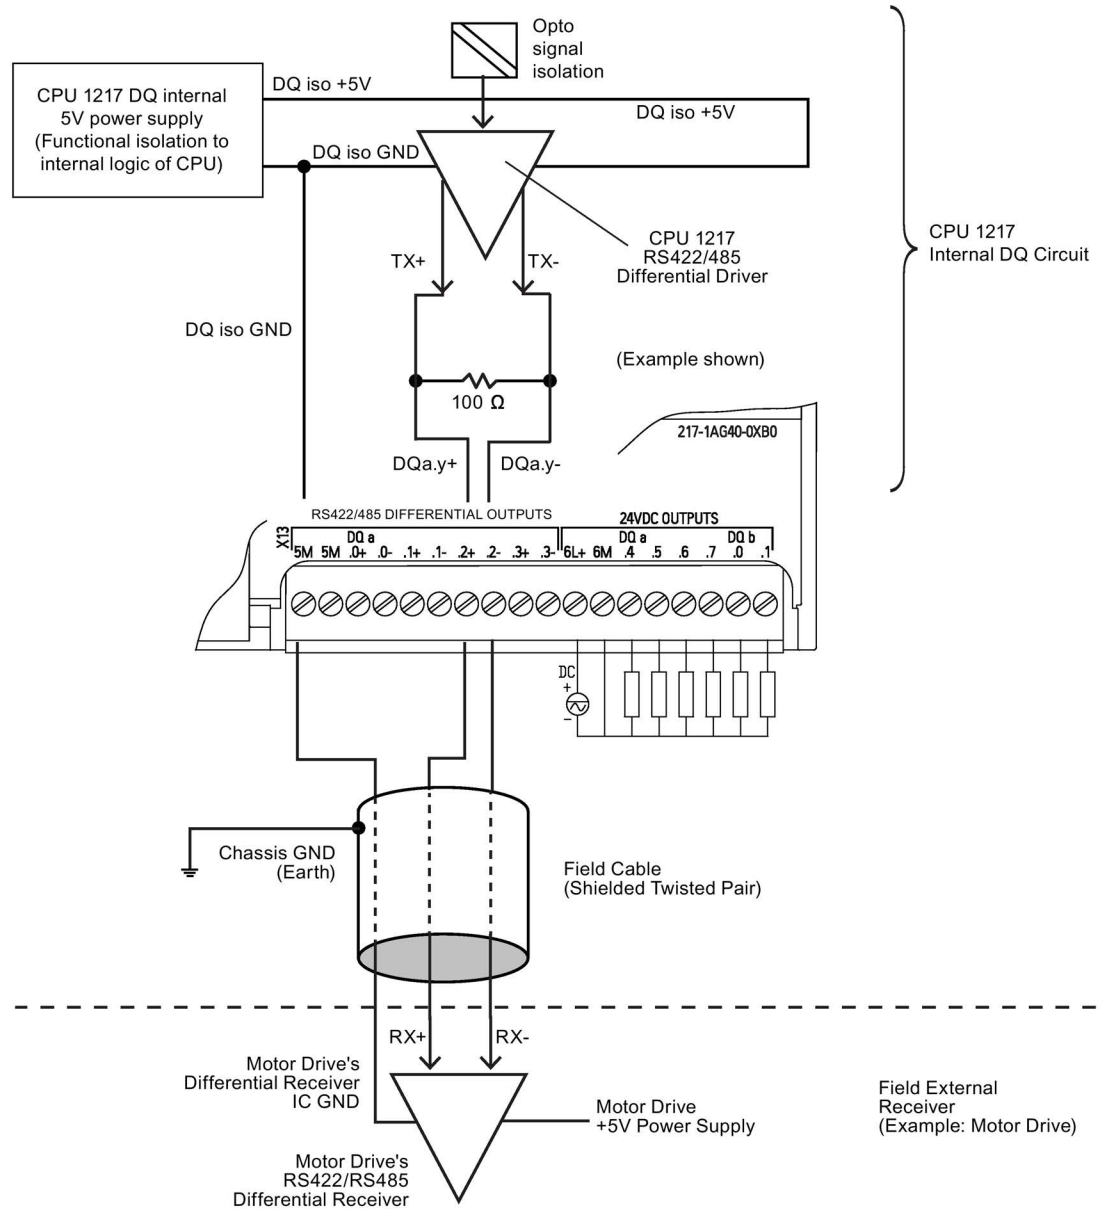 Opto
signal
isolation
DQ iso +5V
DQ iso +5V
CPU 1217 DQ internal
5V power supply
(Functional isolation to
internal logic of CPU)
DQ iso GND
CPU 1217
RS422/485
Differential Driver
CPU 1217
Internal DQ Circuit
TX+
TX-
DQ iso GND
(Example shown)
100 Ω
217-1AG40-0XB0
DQa.y+
DQa.y-
RS422/485 DIFFERENTIAL OUTPUTS
24VDC OUTPUTS
X13
DQ a
DQ a
DQ b
5M 5M .0+ .0- .1+ .1- .2+ .2- .3+ .3- 6L+ 6M .4 .5 .6 .7 .0 .1
DC
+
–
Chassis GND
(Earth)
Field Cable
(Shielded Twisted Pair)
RX+
RX-
Motor Drive's
Differential Receiver
IC GND
Motor Drive
+5V Power Supply
Field External
Receiver
(Example: Motor Drive)
Motor Drive's
RS422/RS485
Differential Receiver